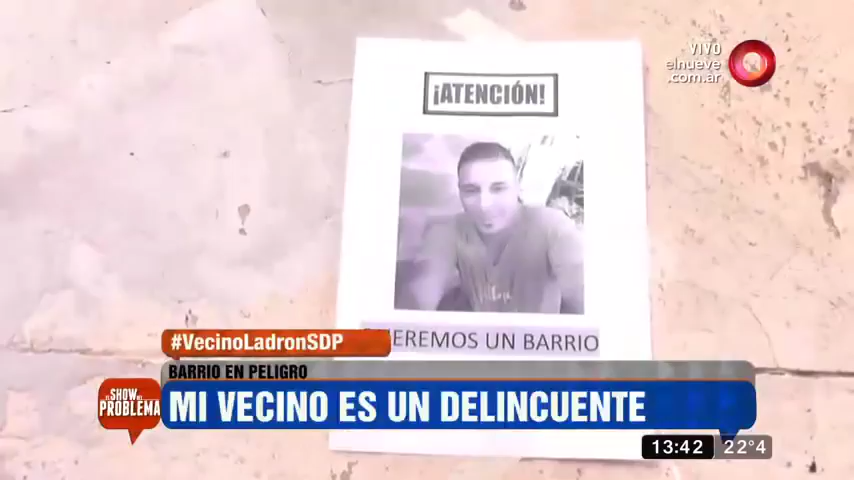 VIVO
elnueve
.com.ar
¡ATENCIÓN!
UEREMOS UN BARRIO
#VecinoLadronSDP
BARRIO EN PELIGRO
EL SHOW DEL
PROBLEMA
MI VECINO ES UN DELINCUENTE
13:42 22°4